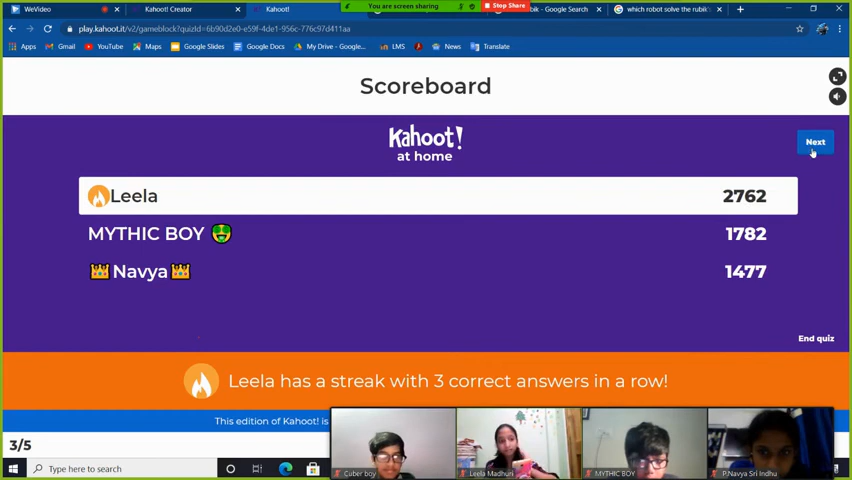 WeVideo
Kahoot! Creator
Kahoot!
You are screen sharing
Stop Share
bik - Google Search
which robot solve the rubik's
play.kahoot.it/v2/gameblock?quizId=6b90d2e0-e59f-4de1-956c-776c97d411aa
Apps
Gmail
YouTube
Maps
Google Slides
Google Docs
My Drive - Google...
LMS
News
Translate
Scoreboard
Kahoot!
at home
Next
Leela 2762
MYTHIC BOY 1782
Navya 1477
End quiz
Leela has a streak with 3 correct answers in a row!
This edition of Kahoot! is
3/5
Type here to search
Cuber boy
Leela Madhuri
MYTHIC BOY
P.Navya Sri Indhu